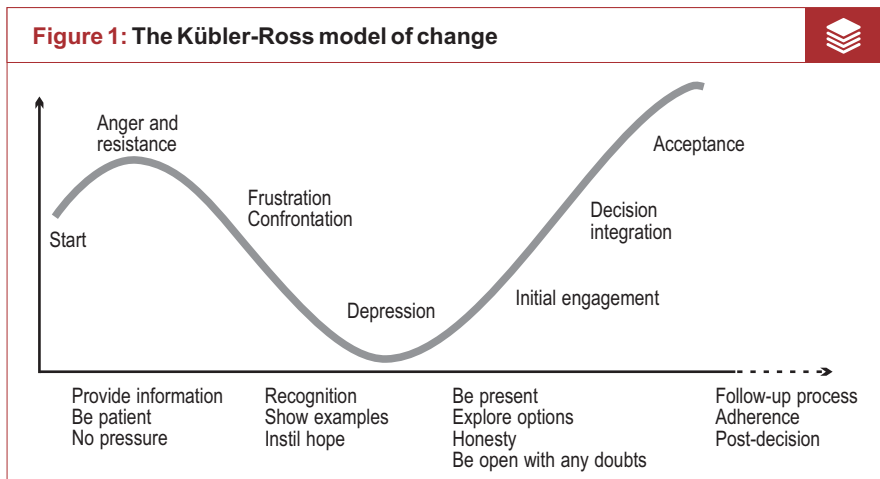 Figure 1: The Kübler-Ross model of change
Anger and
resistance
Start
Frustration
Confrontation
Depression
Initial engagement
Decision
integration
Acceptance
Provide information
Be patient
No pressure
Recognition
Show examples
Instil hope
Be present
Explore options
Honesty
Be open with any doubts
Follow-up process
Adherence
Post-decision